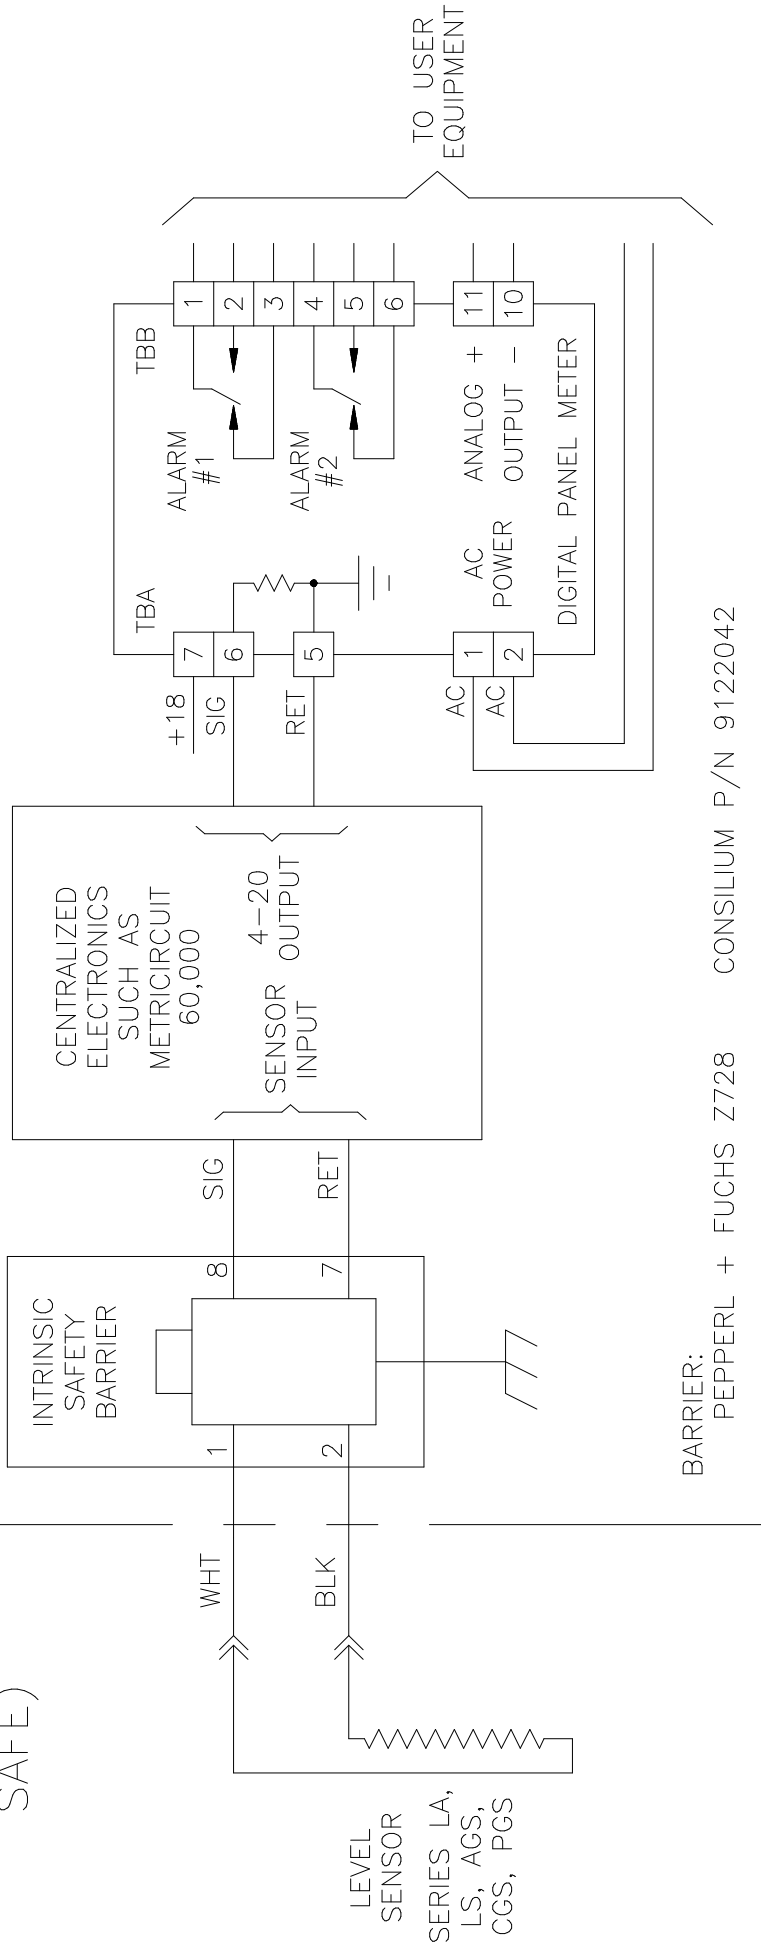 SAFE)
LEVEL
SENSOR
SERIES LA,
LS, AGS,
CGS, PGS
WHT
BLK
INTRINSIC
SAFETY
BARRIER
1
2
8
7
SIG
RET
CENTRALIZED
ELECTRONICS
SUCH AS
METRICIRCUIT
60,000
SENSOR
INPUT
4-20
OUTPUT
+18
SIG
RET
AC
AC
TBA
7
6
5
1
2
AC
POWER
ALARM
#1
ALARM
#2
TBB
1
2
3
4
5
6
ANALOG +
OUTPUT -
11
10
DIGITAL PANEL METER
TO USER
EQUIPMENT
BARRIER:
PEPPERL + FUCHS Z728 CONSILIUM P/N 9122042